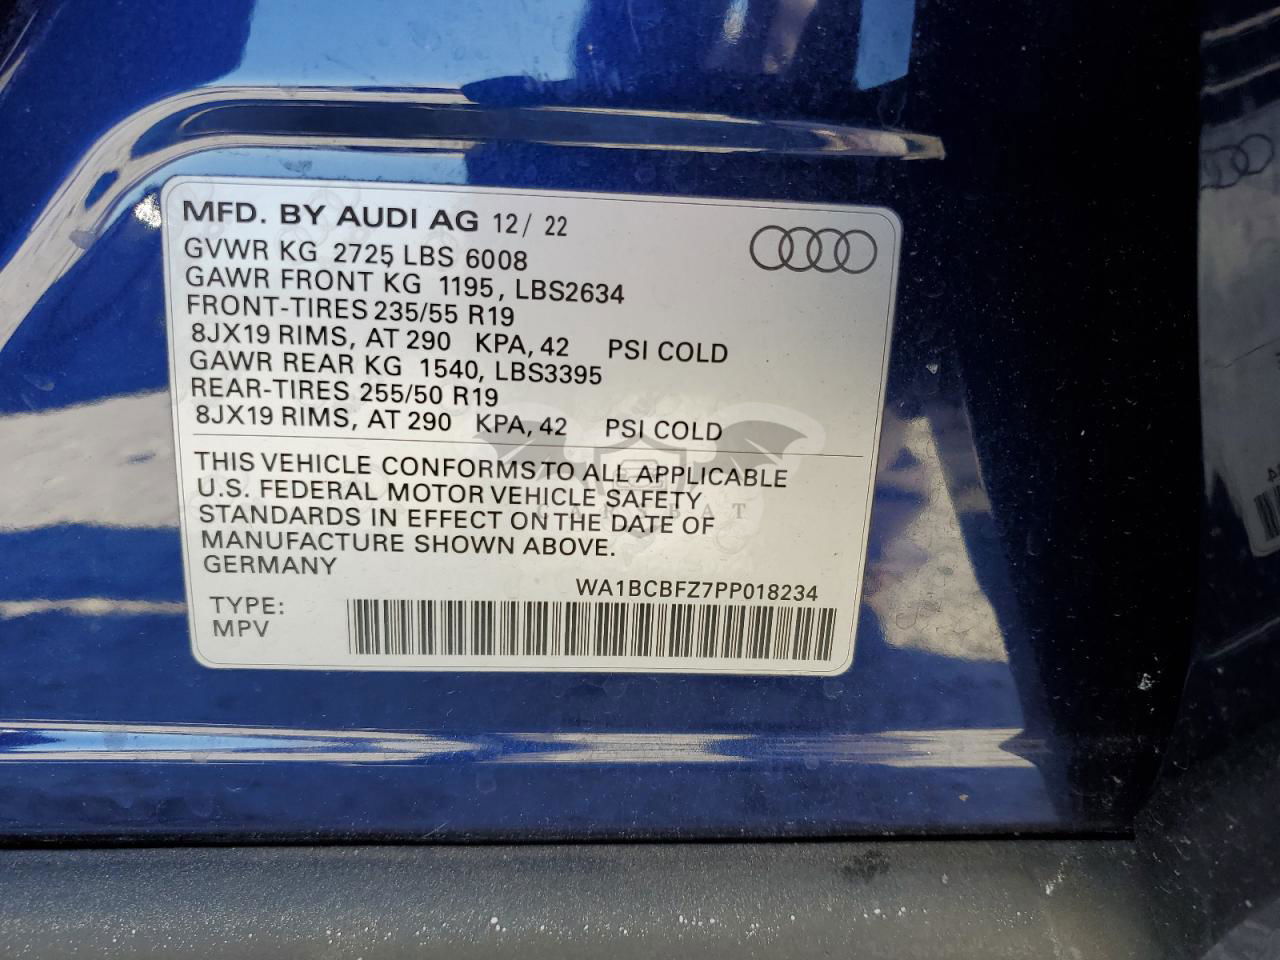 MFD. BY AUDI AG 12/ 22
GVWR KG 2725 LBS 6008
GAWR FRONT KG 1195, LBS2634
FRONT-TIRES 235/55 R19
8JX19 RIMS, AT 290 KPA, 42 PSI COLD
GAWR REAR KG 1540, LBS3395
REAR-TIRES 255/50 R19
8JX19 RIMS, AT 290 KPA, 42 PSI COLD
THIS VEHICLE CONFORMS TO ALL APPLICABLE
U.S. FEDERAL MOTOR VEHICLE SAFETY
STANDARDS IN EFFECT ON THE DATE OF
MANUFACTURE SHOWN ABOVE.
GERMANY
WA1BCBFZ7PP018234
TYPE:
MPV
CARSBAT